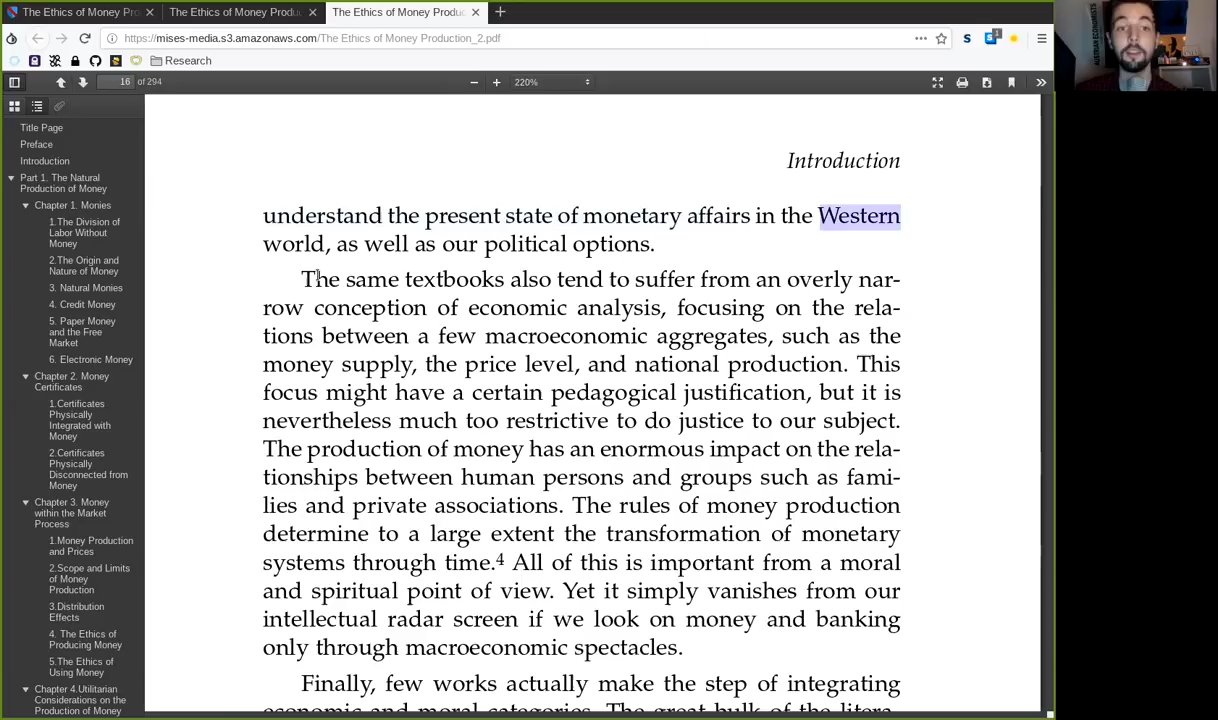 The Ethics of Money Pro
The Ethics of Money Produ
The Ethics of Money Produc
https://mises-media.s3.amazonaws.com/The Ethics of Money Production_2.pdf
Research
16 of 294
220%
Title Page
Preface
Introduction
Part 1. The Natural
Production of Money
Chapter 1. Monies
1.The Division of
Labor Without
Money
2.The Origin and
Nature of Money
3. Natural Monies
4. Credit Money
5. Paper Money
and the Free
Market
6. Electronic Money
Chapter 2. Money
Certificates
1.Certificates
Physically
Integrated with
Money
2.Certificates
Physically
Disconnected from
Money
Chapter 3. Money
within the Market
Process
1.Money Production
and Prices
2.Scope and Limits
of Money
Production
3.Distribution
Effects
4. The Ethics of
Producing Money
5.The Ethics of
Using Money
Chapter 4.Utilitarian
Considerations on the
Production of Money
Introduction
understand the present state of monetary affairs in the Western
world, as well as our political options.
The same textbooks also tend to suffer from an overly nar-
row conception of economic analysis, focusing on the rela-
tions between a few macroeconomic aggregates, such as the
money supply, the price level, and national production. This
focus might have a certain pedagogical justification, but it is
nevertheless much too restrictive to do justice to our subject.
The production of money has an enormous impact on the rela-
tionships between human persons and groups such as fami-
lies and private associations. The rules of money production
determine to a large extent the transformation of monetary
systems through time.4 All of this is important from a moral
and spiritual point of view. Yet it simply vanishes from our
intellectual radar screen if we look on money and banking
only through macroeconomic spectacles.
Finally, few works actually make the step of integrating
economic and moral categories. The great bulk of the litera-
AUSTRIAN ECONOMISTS